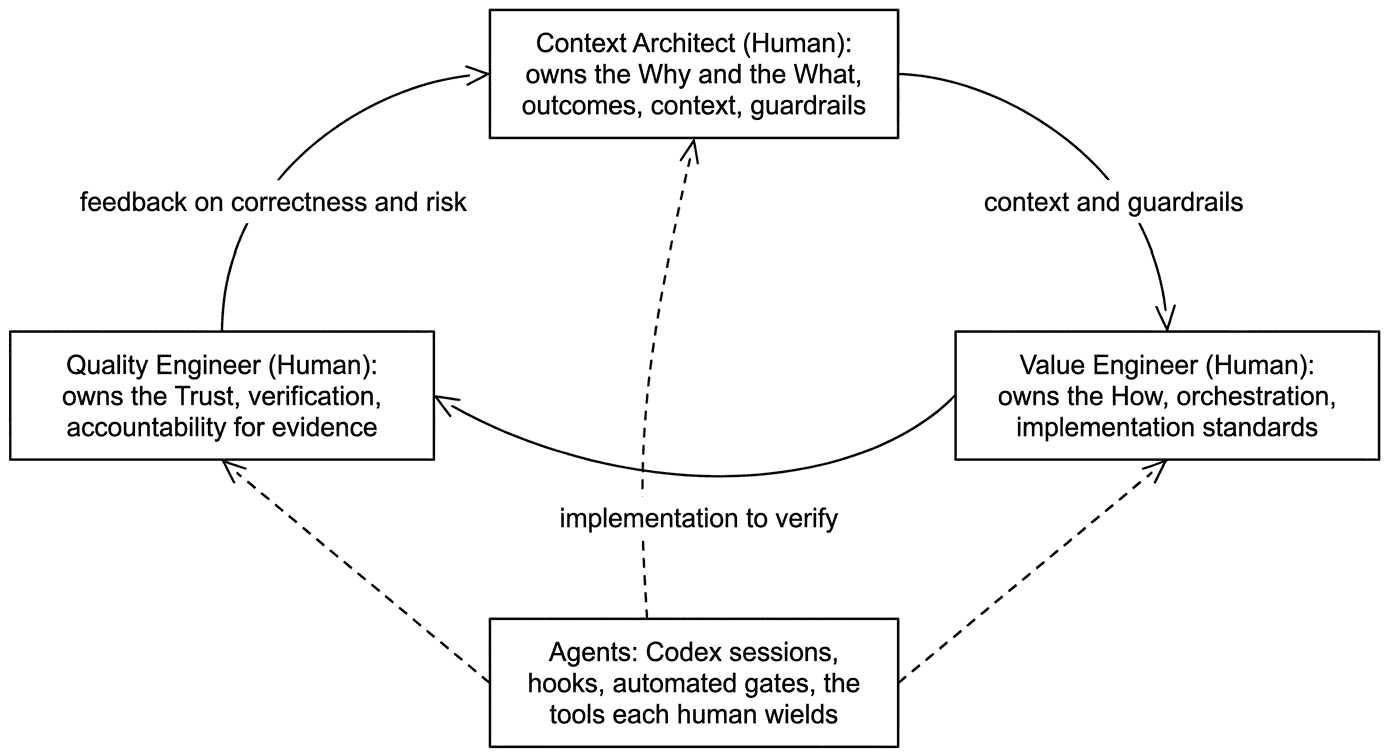 Context Architect (Human):
owns the Why and the What,
outcomes, context, guardrails
feedback on correctness and risk
context and guardrails
Quality Engineer (Human):
owns the Trust, verification,
accountability for evidence
Value Engineer (Human):
owns the How, orchestration,
implementation standards
implementation to verify
Agents: Codex sessions,
hooks, automated gates, the
tools each human wields